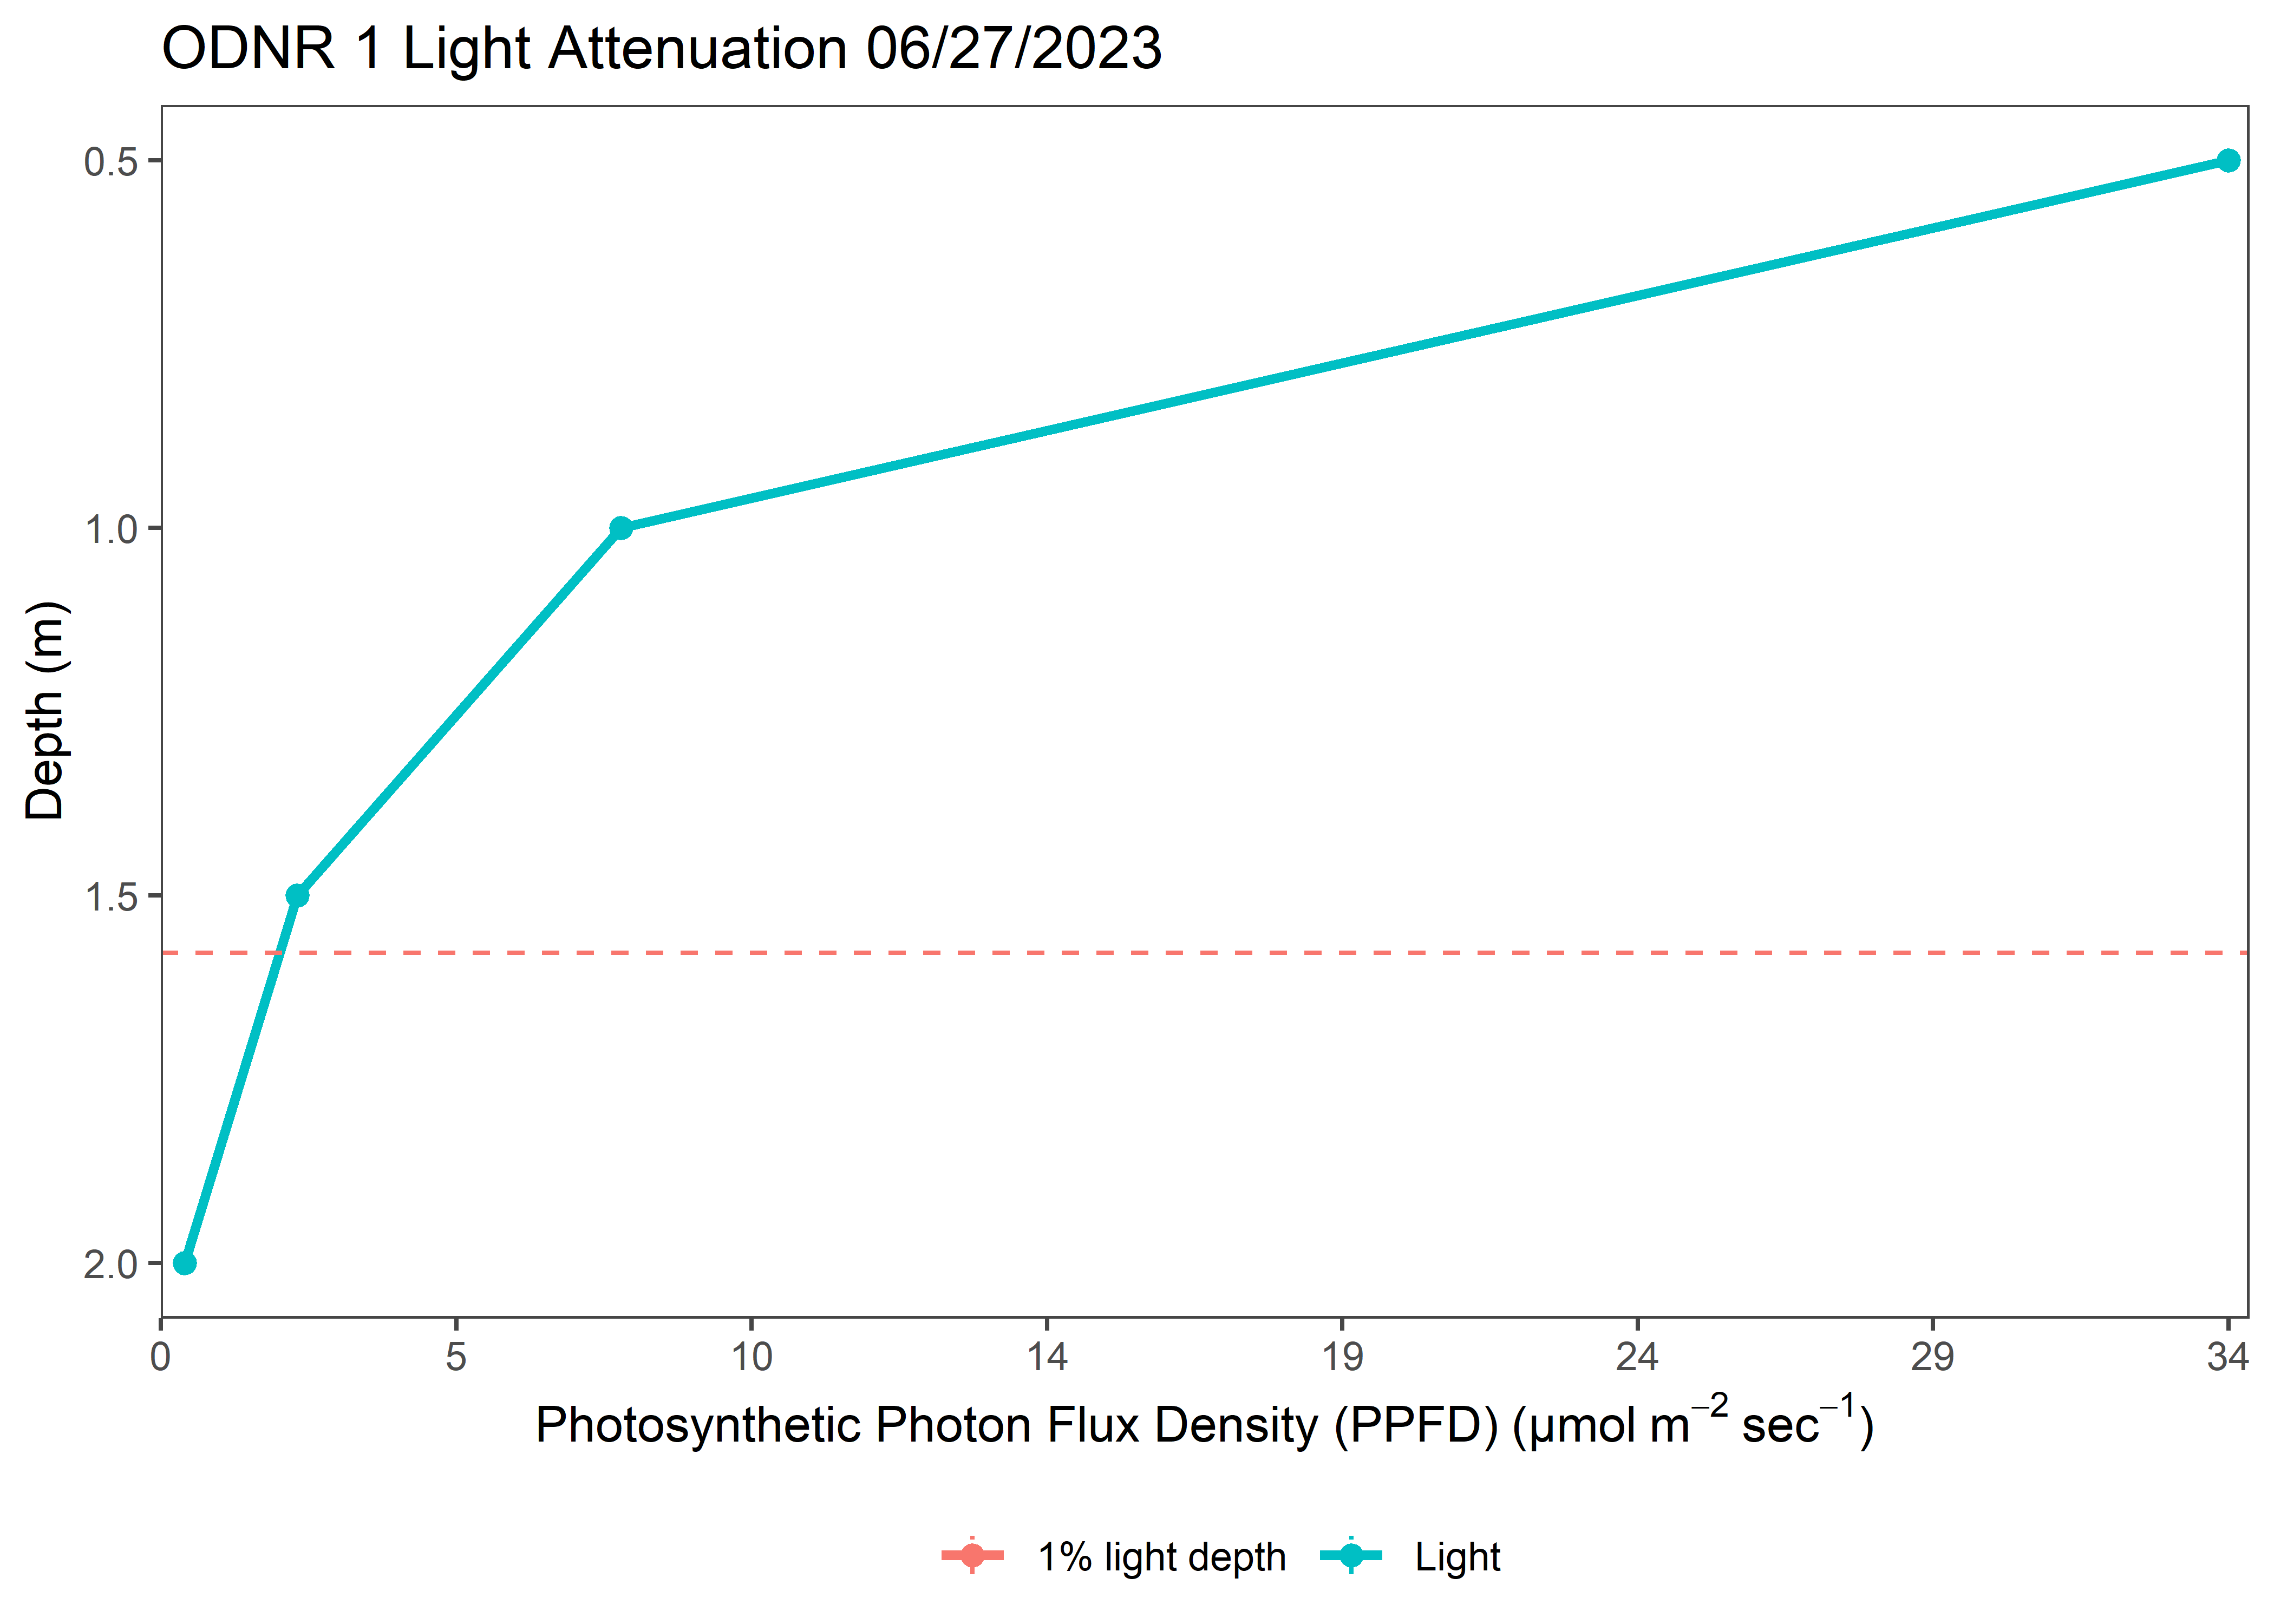 ODNR 1 Light Attenuation 06/27/2023
0.5
1.0
1.5
2.0
Depth (m)
0 5 10 14 19 24 29 34
Photosynthetic Photon Flux Density (PPFD) (µmol m⁻² sec⁻¹)
1% light depth Light